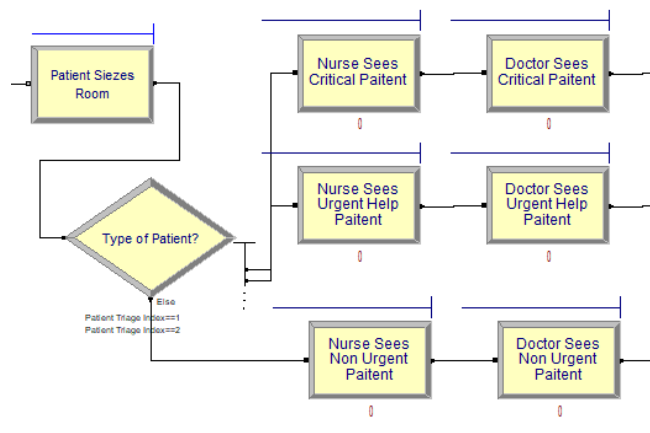 Patient Siezes
Room
Nurse Sees
Critical Paitent
Doctor Sees
Critical Paitent
0
0
Nurse Sees
Urgent Help
Paitent
Doctor Sees
Urgent Help
Paitent
0
0
Type of Patient?
Else
Patient Triage Index==1
Patient Triage Index==2
Nurse Sees
Non Urgent
Paitent
Doctor Sees
Non Urgent
Paitent
0
0